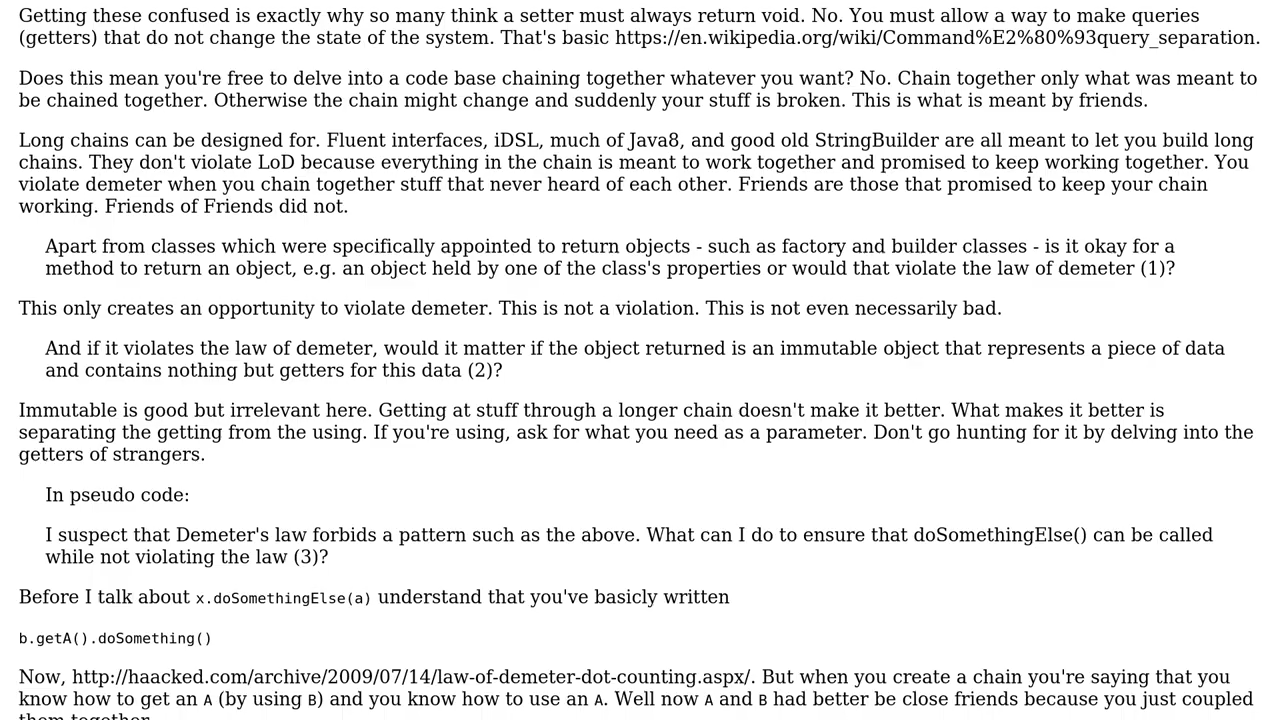 Getting these confused is exactly why so many think a setter must always return void. No. You must allow a way to make queries
(getters) that do not change the state of the system. That's basic https://en.wikipedia.org/wiki/Command%E2%80%93query_separation.
Does this mean you're free to delve into a code base chaining together whatever you want? No. Chain together only what was meant to
be chained together. Otherwise the chain might change and suddenly your stuff is broken. This is what is meant by friends.
Long chains can be designed for. Fluent interfaces, iDSL, much of Java8, and good old StringBuilder are all meant to let you build long
chains. They don't violate LoD because everything in the chain is meant to work together and promised to keep working together. You
violate demeter when you chain together stuff that never heard of each other. Friends are those that promised to keep your chain
working. Friends of Friends did not.
Apart from classes which were specifically appointed to return objects - such as factory and builder classes - is it okay for a
method to return an object, e.g. an object held by one of the class's properties or would that violate the law of demeter (1)?
This only creates an opportunity to violate demeter. This is not a violation. This is not even necessarily bad.
And if it violates the law of demeter, would it matter if the object returned is an immutable object that represents a piece of data
and contains nothing but getters for this data (2)?
Immutable is good but irrelevant here. Getting at stuff through a longer chain doesn't make it better. What makes it better is
separating the getting from the using. If you're using, ask for what you need as a parameter. Don't go hunting for it by delving into the
getters of strangers.
In pseudo code:
I suspect that Demeter's law forbids a pattern such as the above. What can I do to ensure that doSomethingElse() can be called
while not violating the law (3)?
Before I talk about x.doSomethingElse(a) understand that you've basicly written
b.getA().doSomething()
Now, http://haacked.com/archive/2009/07/14/law-of-demeter-dot-counting.aspx/. But when you create a chain you're saying that you
know how to get an A (by using B) and you know how to use an A. Well now A and B had better be close friends because you just coupled
them together.